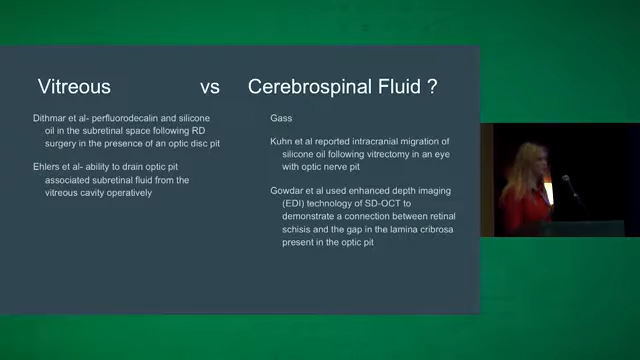 Vitreous vs Cerebrospinal Fluid ?
Dithmar et al- perfluorodecalin and silicone
oil in the subretinal space following RD
surgery in the presence of an optic disc pit
Ehlers et al- ability to drain optic pit
associated subretinal fluid from the
vitreous cavity operatively
Gass
Kuhn et al reported intracranial migration of
silicone oil following vitrectomy in an eye
with optic nerve pit
Gowdar et al used enhanced depth imaging
(EDI) technology of SD-OCT to
demonstrate a connection between retinal
schisis and the gap in the lamina cribrosa
present in the optic pit